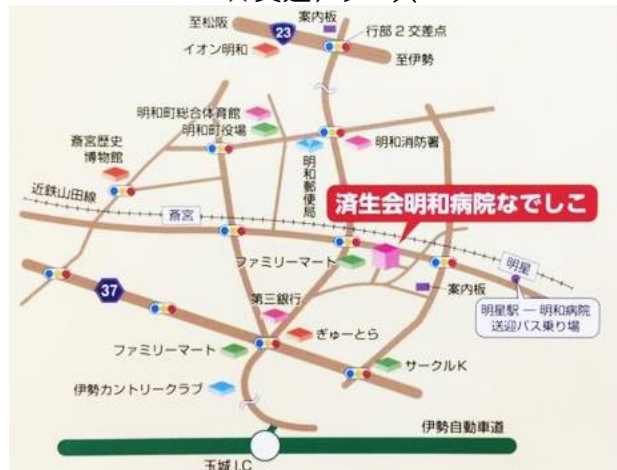 至松阪
23
案内板
行部2交差点
イオン明和
至伊勢
明和町総合体育館
明和町役場
明和消防署
斎宮歴史
博物館
明和郵便局
近鉄山田線
斎宮
済生会明和病院なでしこ
ファミリーマート
明星
37
第三銀行
案内板
明星駅 ― 明和病院
送迎バス乗り場
ぎゅーとら
ファミリーマート
サークルK
伊勢カントリークラブ
伊勢自動車道
玉城I.C